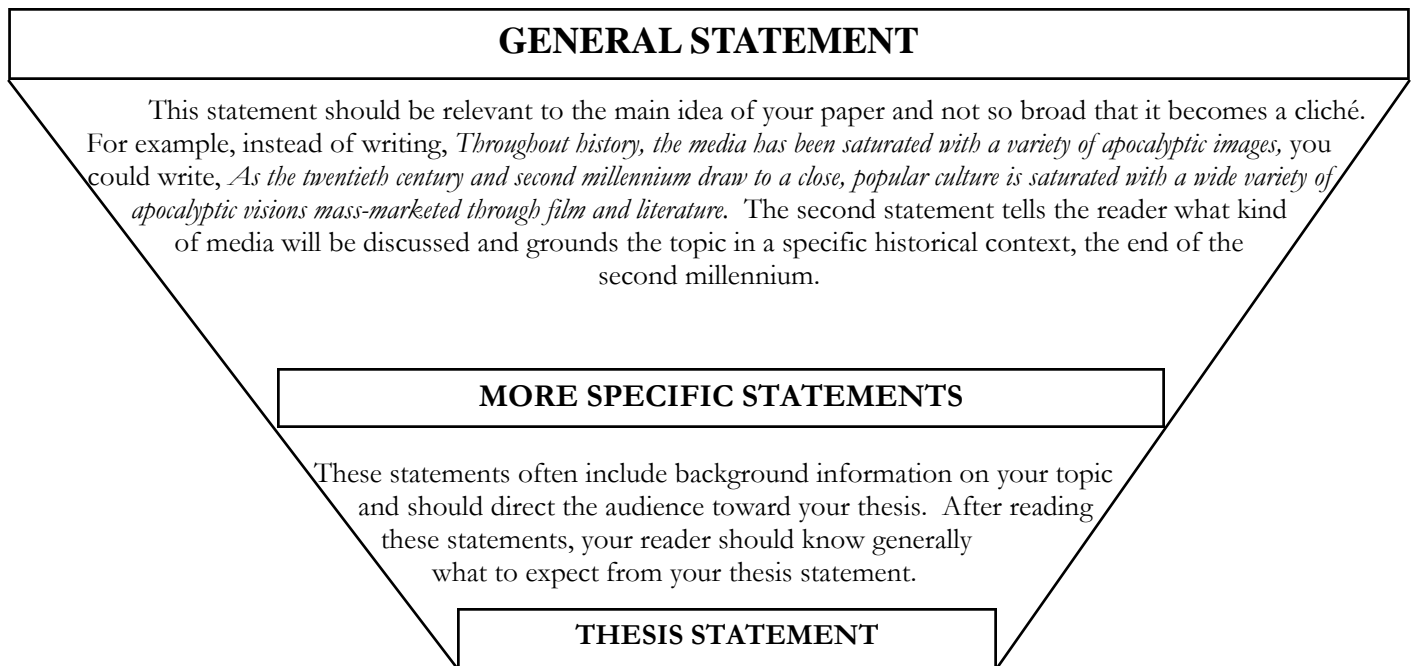 GENERAL STATEMENT
This statement should be relevant to the main idea of your paper and not so broad that it becomes a cliché.
For example, instead of writing, Throughout history, the media has been saturated with a variety of apocalyptic images, you
could write, As the twentieth century and second millennium draw to a close, popular culture is saturated with a wide variety of
apocalyptic visions mass-marketed through film and literature. The second statement tells the reader what kind
of media will be discussed and grounds the topic in a specific historical context, the end of the
second millennium.
MORE SPECIFIC STATEMENTS
These statements often include background information on your topic
and should direct the audience toward your thesis. After reading
these statements, your reader should know generally
what to expect from your thesis statement.
THESIS STATEMENT